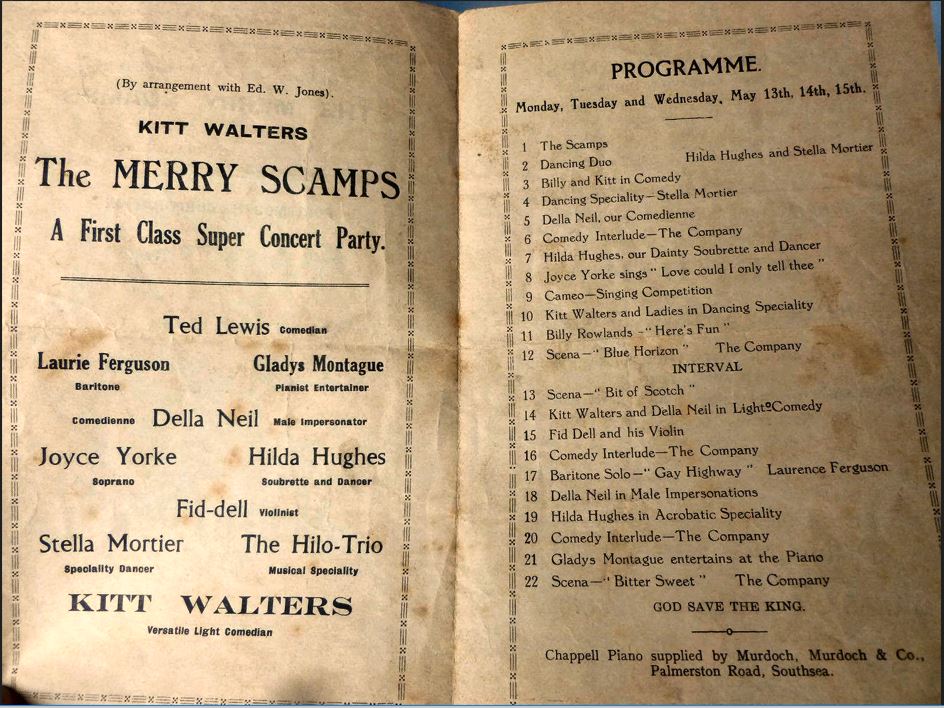 (By arrangement with Ed. W. Jones).
KITT WALTERS
The MERRY SCAMPS
A First Class Super Concert Party.
Ted Lewis Comedian
Laurie Ferguson Gladys Montague
Baritone Pianist Entertainer
Comedienne Della Neil Male Impersonator
Joyce Yorke Hilda Hughes
Soprano Soubrette and Dancer
Fid-dell Violinist
Stella Mortier The Hilo-Trio
Speciality Dancer Musical Speciality
KITT WALTERS
Versatile Light Comedian
PROGRAMME.
Monday, Tuesday and Wednesday, May 13th, 14th, 15th.
1 The Scamps
2 Dancing Duo Hilda Hughes and Stella Mortier
3 Billy and Kitt in Comedy
4 Dancing Speciality—Stella Mortier
5 Della Neil, our Comedienne
6 Comedy Interlude—The Company
7 Hilda Hughes, our Dainty Soubrette and Dancer
8 Joyce Yorke sings "Love could I only tell thee"
9 Cameo—Singing Competition
10 Kitt Walters and Ladies in Dancing Speciality
11 Billy Rowlands -"Here's Fun"
12 Scena—"Blue Horizon" The Company
INTERVAL
13 Scena—"Bit of Scotch"
14 Kitt Walters and Della Neil in Light Comedy
15 Fid Dell and his Violin
16 Comedy Interlude—The Company
17 Baritone Solo—"Gay Highway" Laurence Ferguson
18 Della Neil in Male Impersonations
19 Hilda Hughes in Acrobatic Speciality
20 Comedy Interlude—The Company
21 Gladys Montague entertains at the Piano
22 Scena—"Bitter Sweet" The Company
GOD SAVE THE KING.
Chappell Piano supplied by Murdoch, Murdoch & Co.,
Palmerston Road, Southsea.